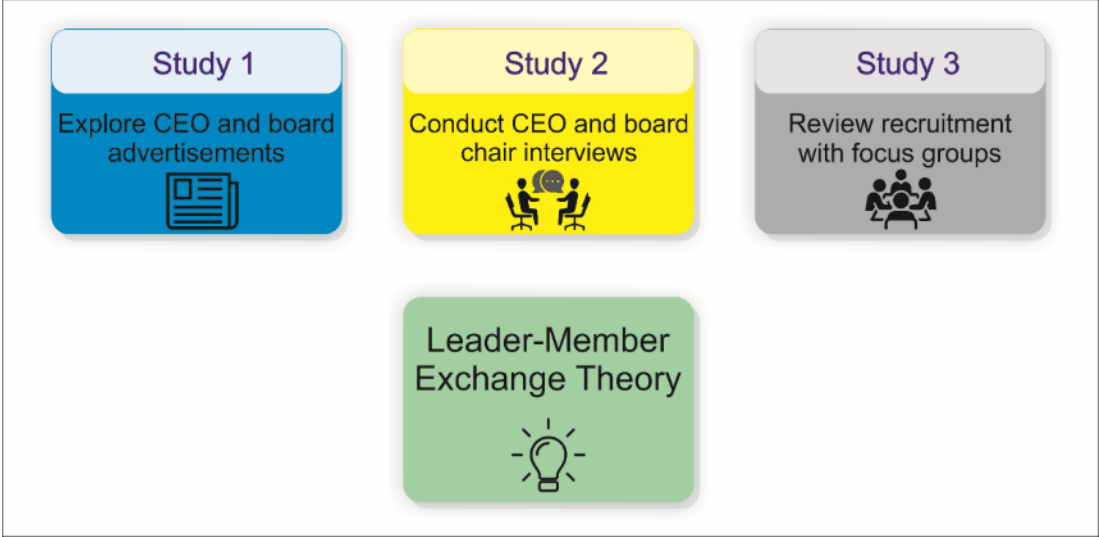 Study 1
Explore CEO and board
advertisements
Study 2
Conduct CEO and board
chair interviews
Study 3
Review recruitment
with focus groups
Leader-Member
Exchange Theory